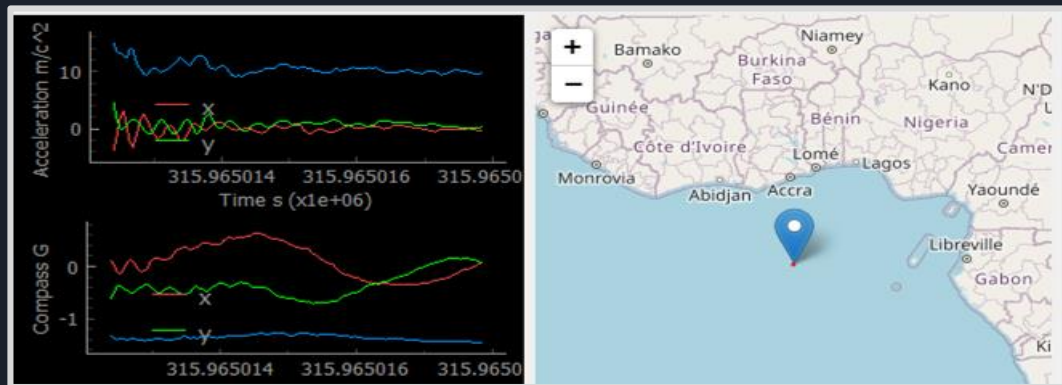 Acceleration m/c^2
10
0
x
y
315.965014
315.965016
315.9650
Time s (x1e+06)
Compass G
0
-1
x
y
315.965014
315.965016
315.9650
+
−
Bamako
Niamey
Burkina
Faso
Kano
N'D
Guinée
Bénin
Nigeria
Côte d'Ivoire
Lomé
Lagos
Camer
Monrovia
Abidjan
Accra
Yaoundé
Libreville
Gabon
Ki